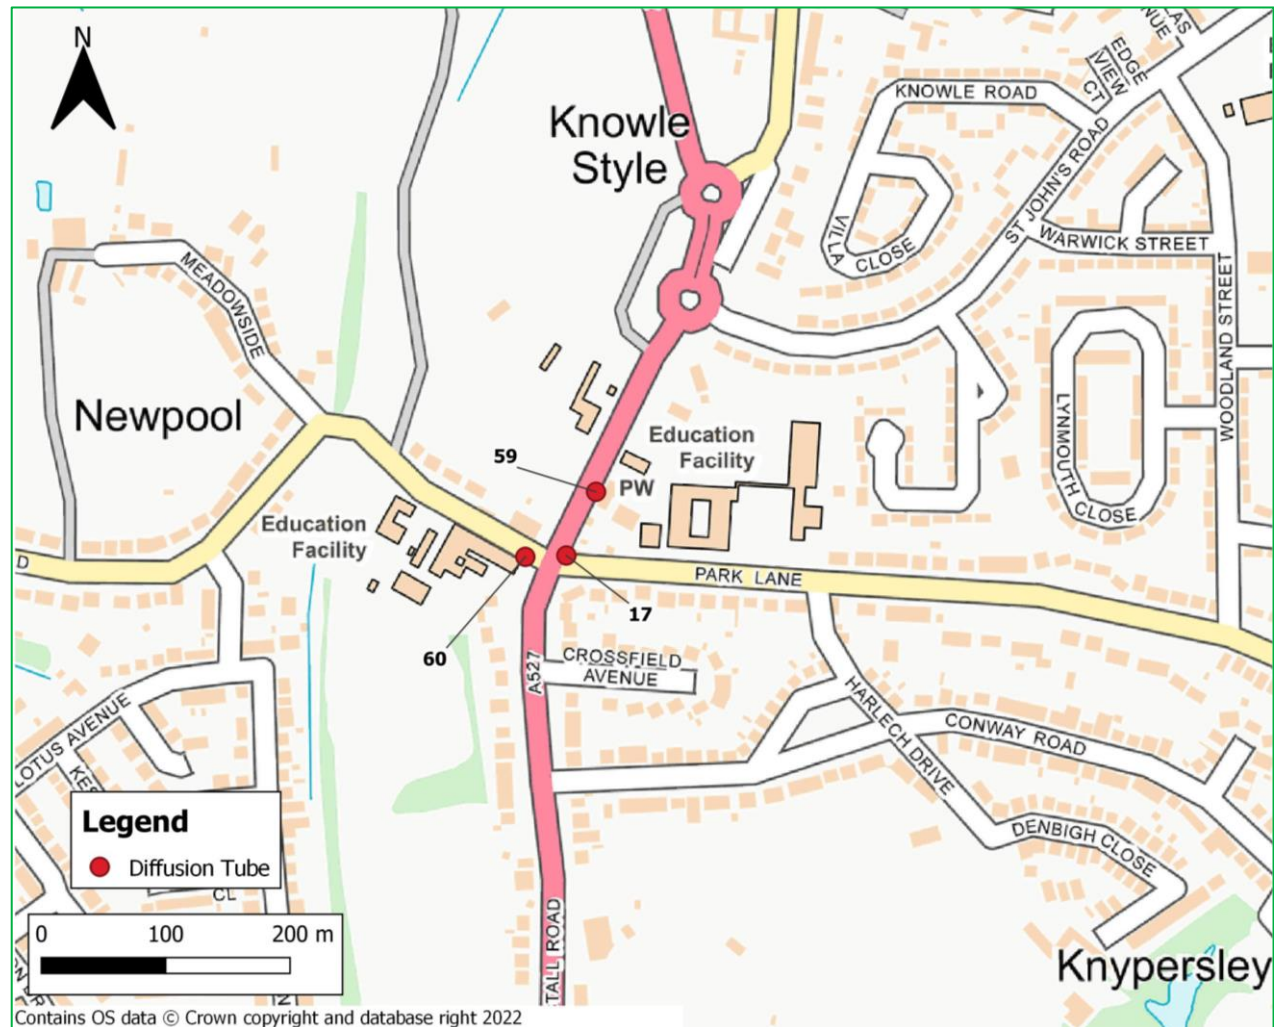 N
Knowle
Style
KNOWLE ROAD
EDGE
VIEW
CT
ST JOHN'S ROAD
VILLA
CLOSE
WARWICK STREET
WOODLAND STREET
MEADOWSIDE
Newpool
LYNMOUTH
CLOSE
59
Education
Facility
PW
Education
Facility
D
PARK LANE
17
60
CROSSFIELD
AVENUE
A527
HARLECH DRIVE
CONWAY ROAD
DENBIGH CLOSE
LOTUS AVENUE
Legend
Diffusion Tube
CL
0 100 200 m
TALL ROAD
Knypersley
Contains OS data © Crown copyright and database right 2022